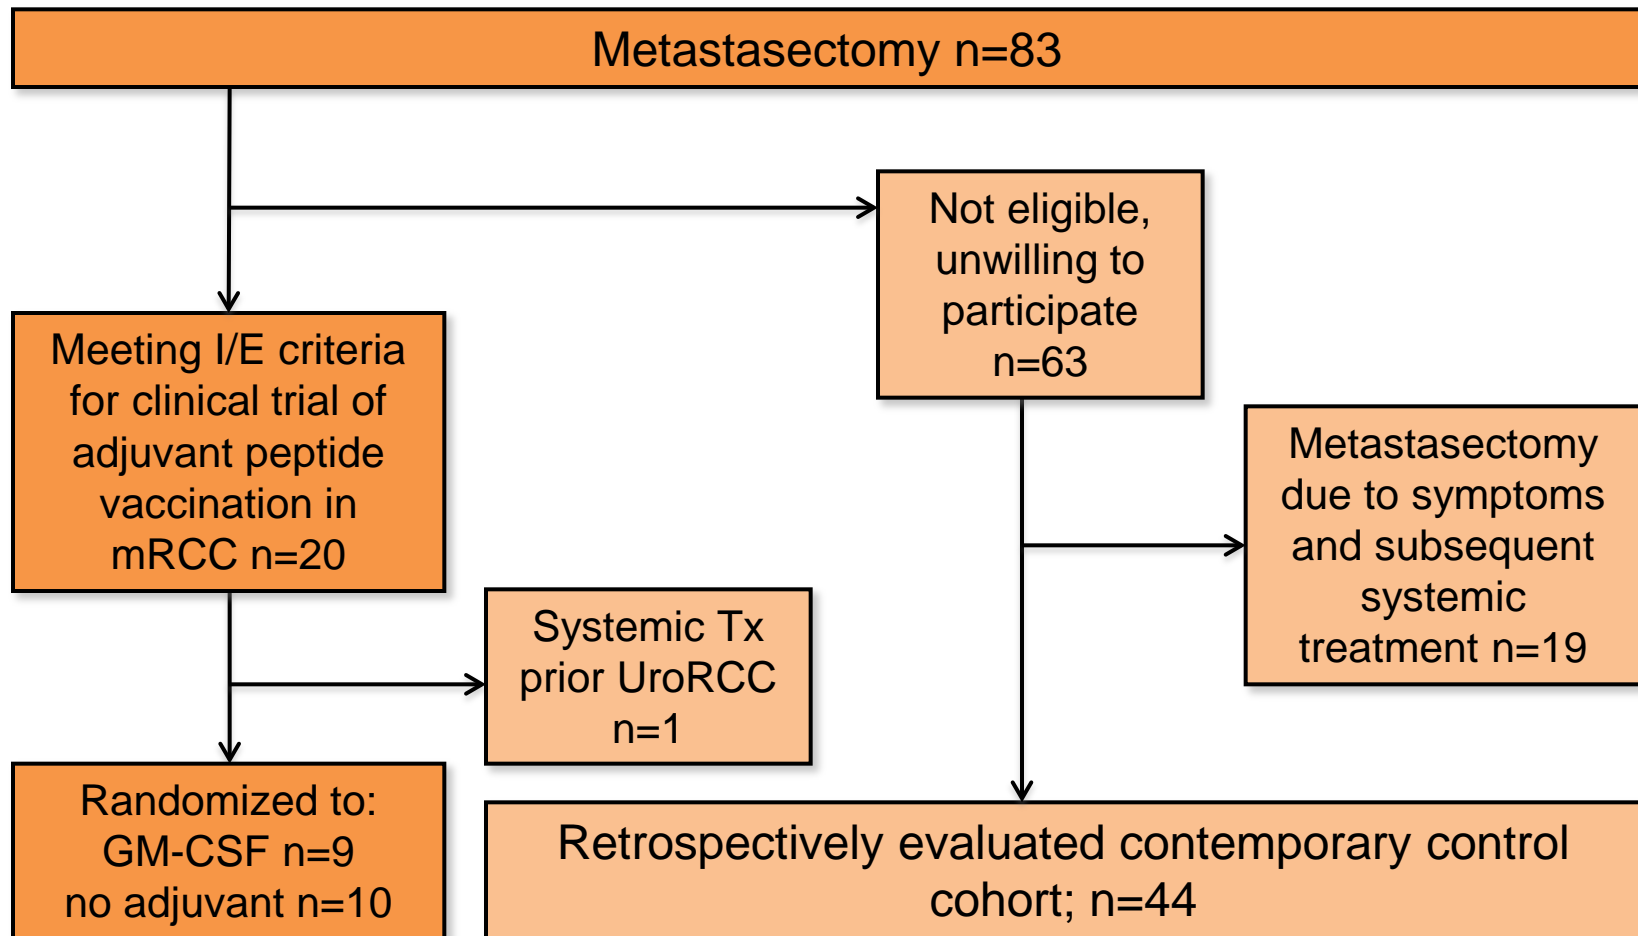 Metastasectomy n=83
Not eligible,
unwilling to
participate
n=63
Meeting I/E criteria
for clinical trial of
adjuvant peptide
vaccination in
mRCC n=20
Metastasectomy
due to symptoms
and subsequent
systemic
treatment n=19
Systemic Tx
prior UroRCC
n=1
Randomized to:
GM-CSF n=9
no adjuvant n=10
Retrospectively evaluated contemporary control
cohort; n=44